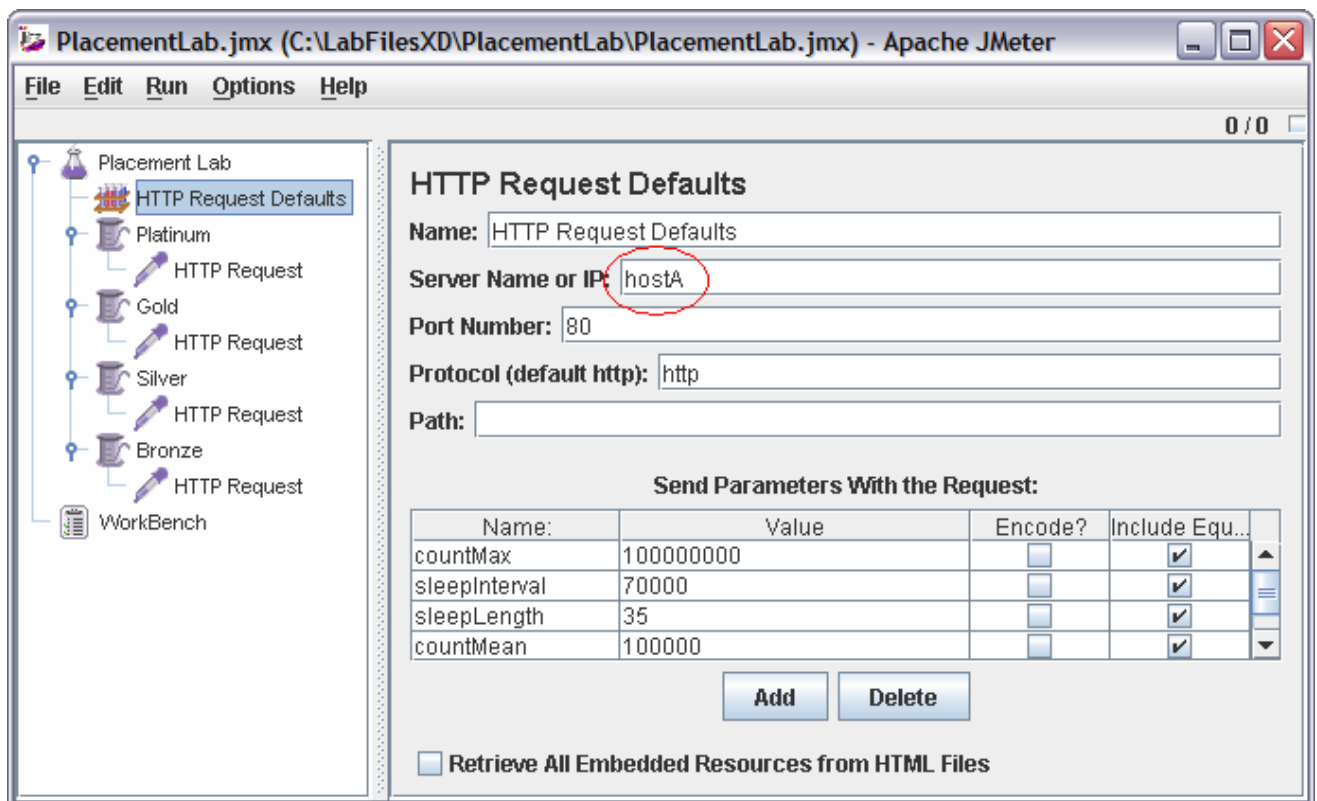 PlacementLab.jmx (C:\LabFilesXD\PlacementLab\PlacementLab.jmx) - Apache JMeter
File Edit Run Options Help
0 / 0
Placement Lab
HTTP Request Defaults
Platinum
HTTP Request
Gold
HTTP Request
Silver
HTTP Request
Bronze
HTTP Request
WorkBench
HTTP Request Defaults
Name: HTTP Request Defaults
Server Name or IP: hostA
Port Number: 80
Protocol (default http): http
Path:
Send Parameters With the Request:
Name: Value Encode? Include Equ...
countMax 100000000
sleepInterval 70000
sleepLength 35
countMean 100000
Add Delete
Retrieve All Embedded Resources from HTML Files